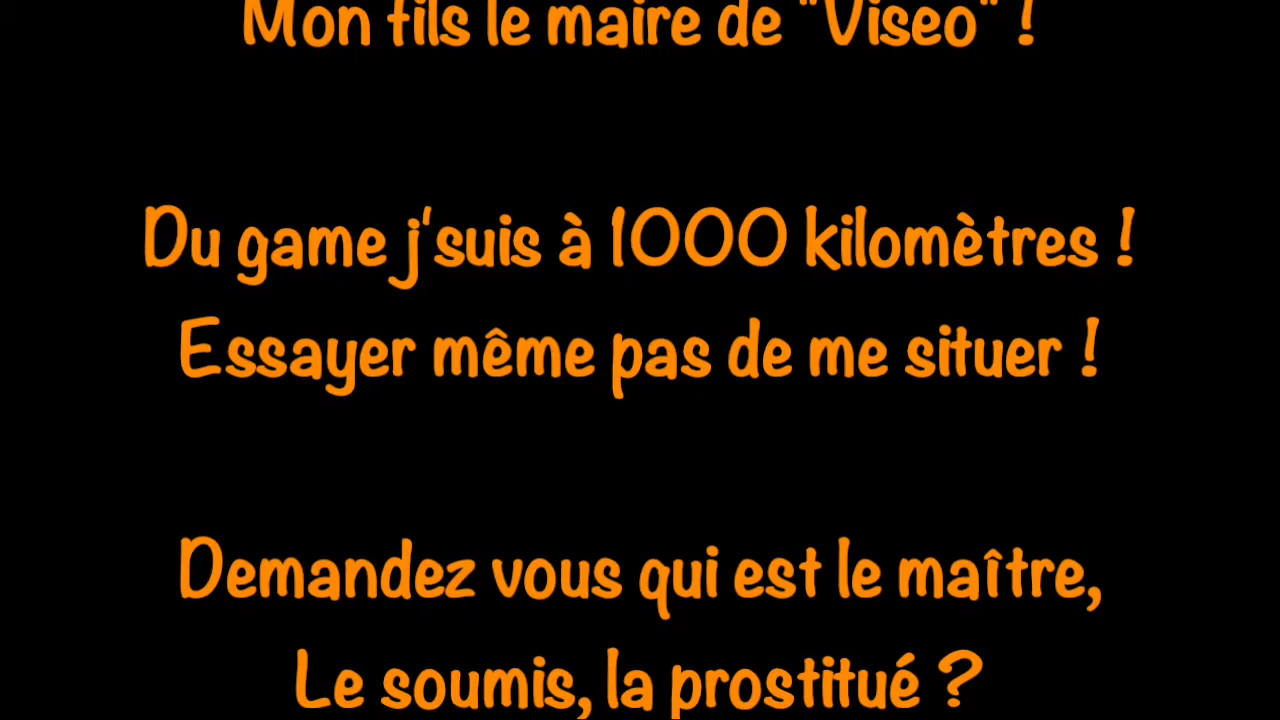 Mon fils le maire de "Viseo" !
Du game j'suis à 1000 kilomètres !
Essayer même pas de me situer !
Demandez vous qui est le maître,
Le soumis, la prostitué ?